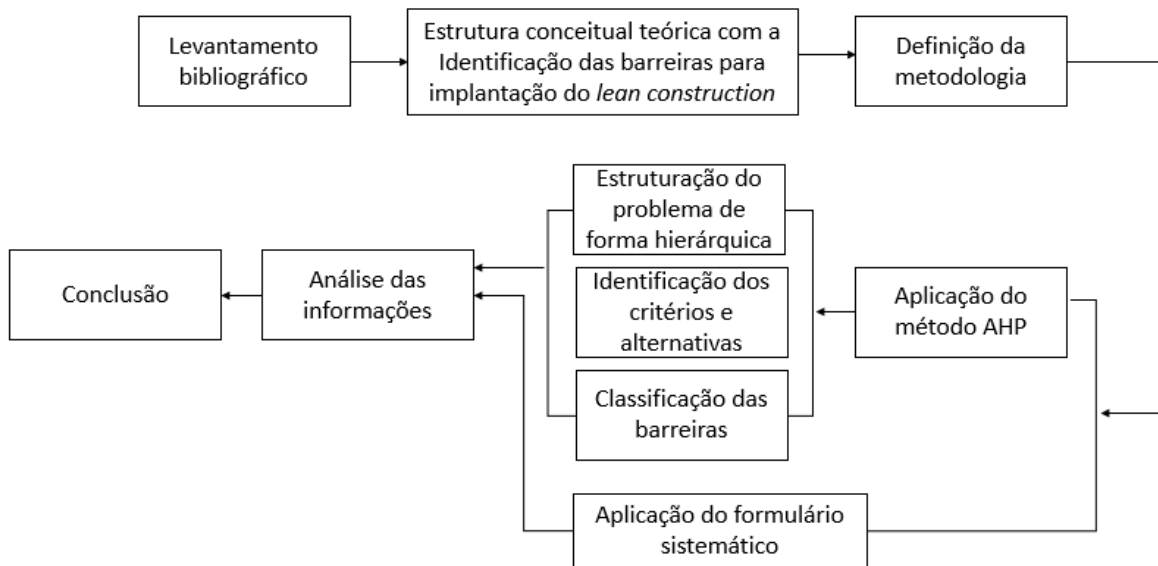 Levantamento
bibliográfico
Estrutura conceitual teórica com a
Identificação das barreiras para
implantação do lean construction
Definição da
metodologia
Estruturação do
problema de
forma hierárquica
Identificação dos
critérios e
alternativas
Classificação das
barreiras
Aplicação do
método AHP
Análise das
informações
Conclusão
Aplicação do formulário
sistemático